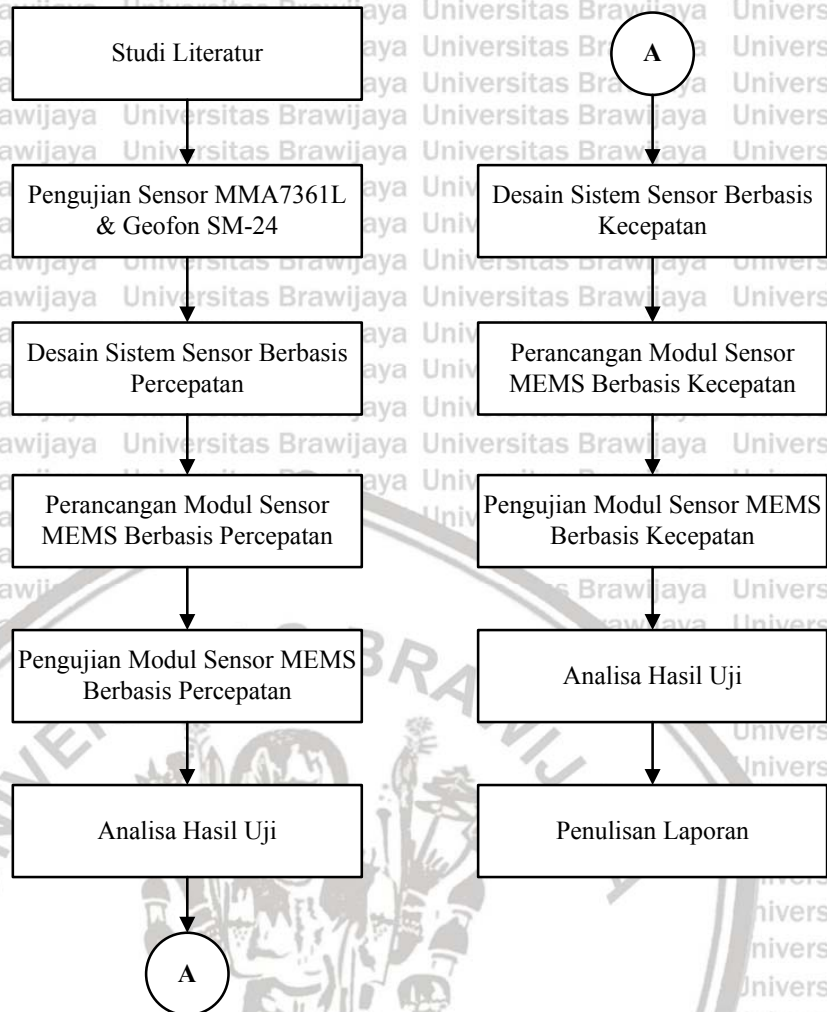 Studi Literatur
Pengujian Sensor MMA7361L
& Geofon SM-24
Desain Sistem Sensor Berbasis
Percepatan
Perancangan Modul Sensor
MEMS Berbasis Percepatan
Pengujian Modul Sensor MEMS
Berbasis Percepatan
Analisa Hasil Uji
A
A
Desain Sistem Sensor Berbasis
Kecepatan
Perancangan Modul Sensor
MEMS Berbasis Kecepatan
Pengujian Modul Sensor MEMS
Berbasis Kecepatan
Analisa Hasil Uji
Penulisan Laporan